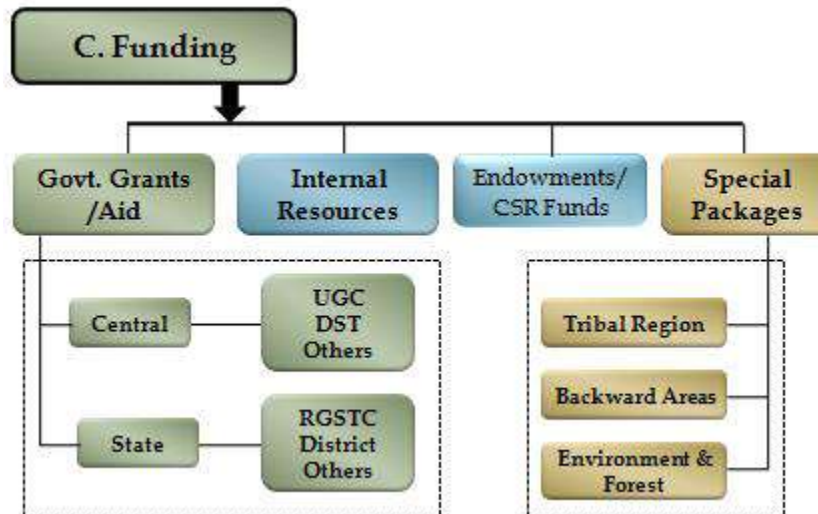 C. Funding
Govt. Grants
/Aid
Internal
Resources
Endowments/
CSR Funds
Special
Packages
Central
UGC
DST
Others
State
RGSTC
District
Others
Tribal Region
Backward Areas
Environment &
Forest